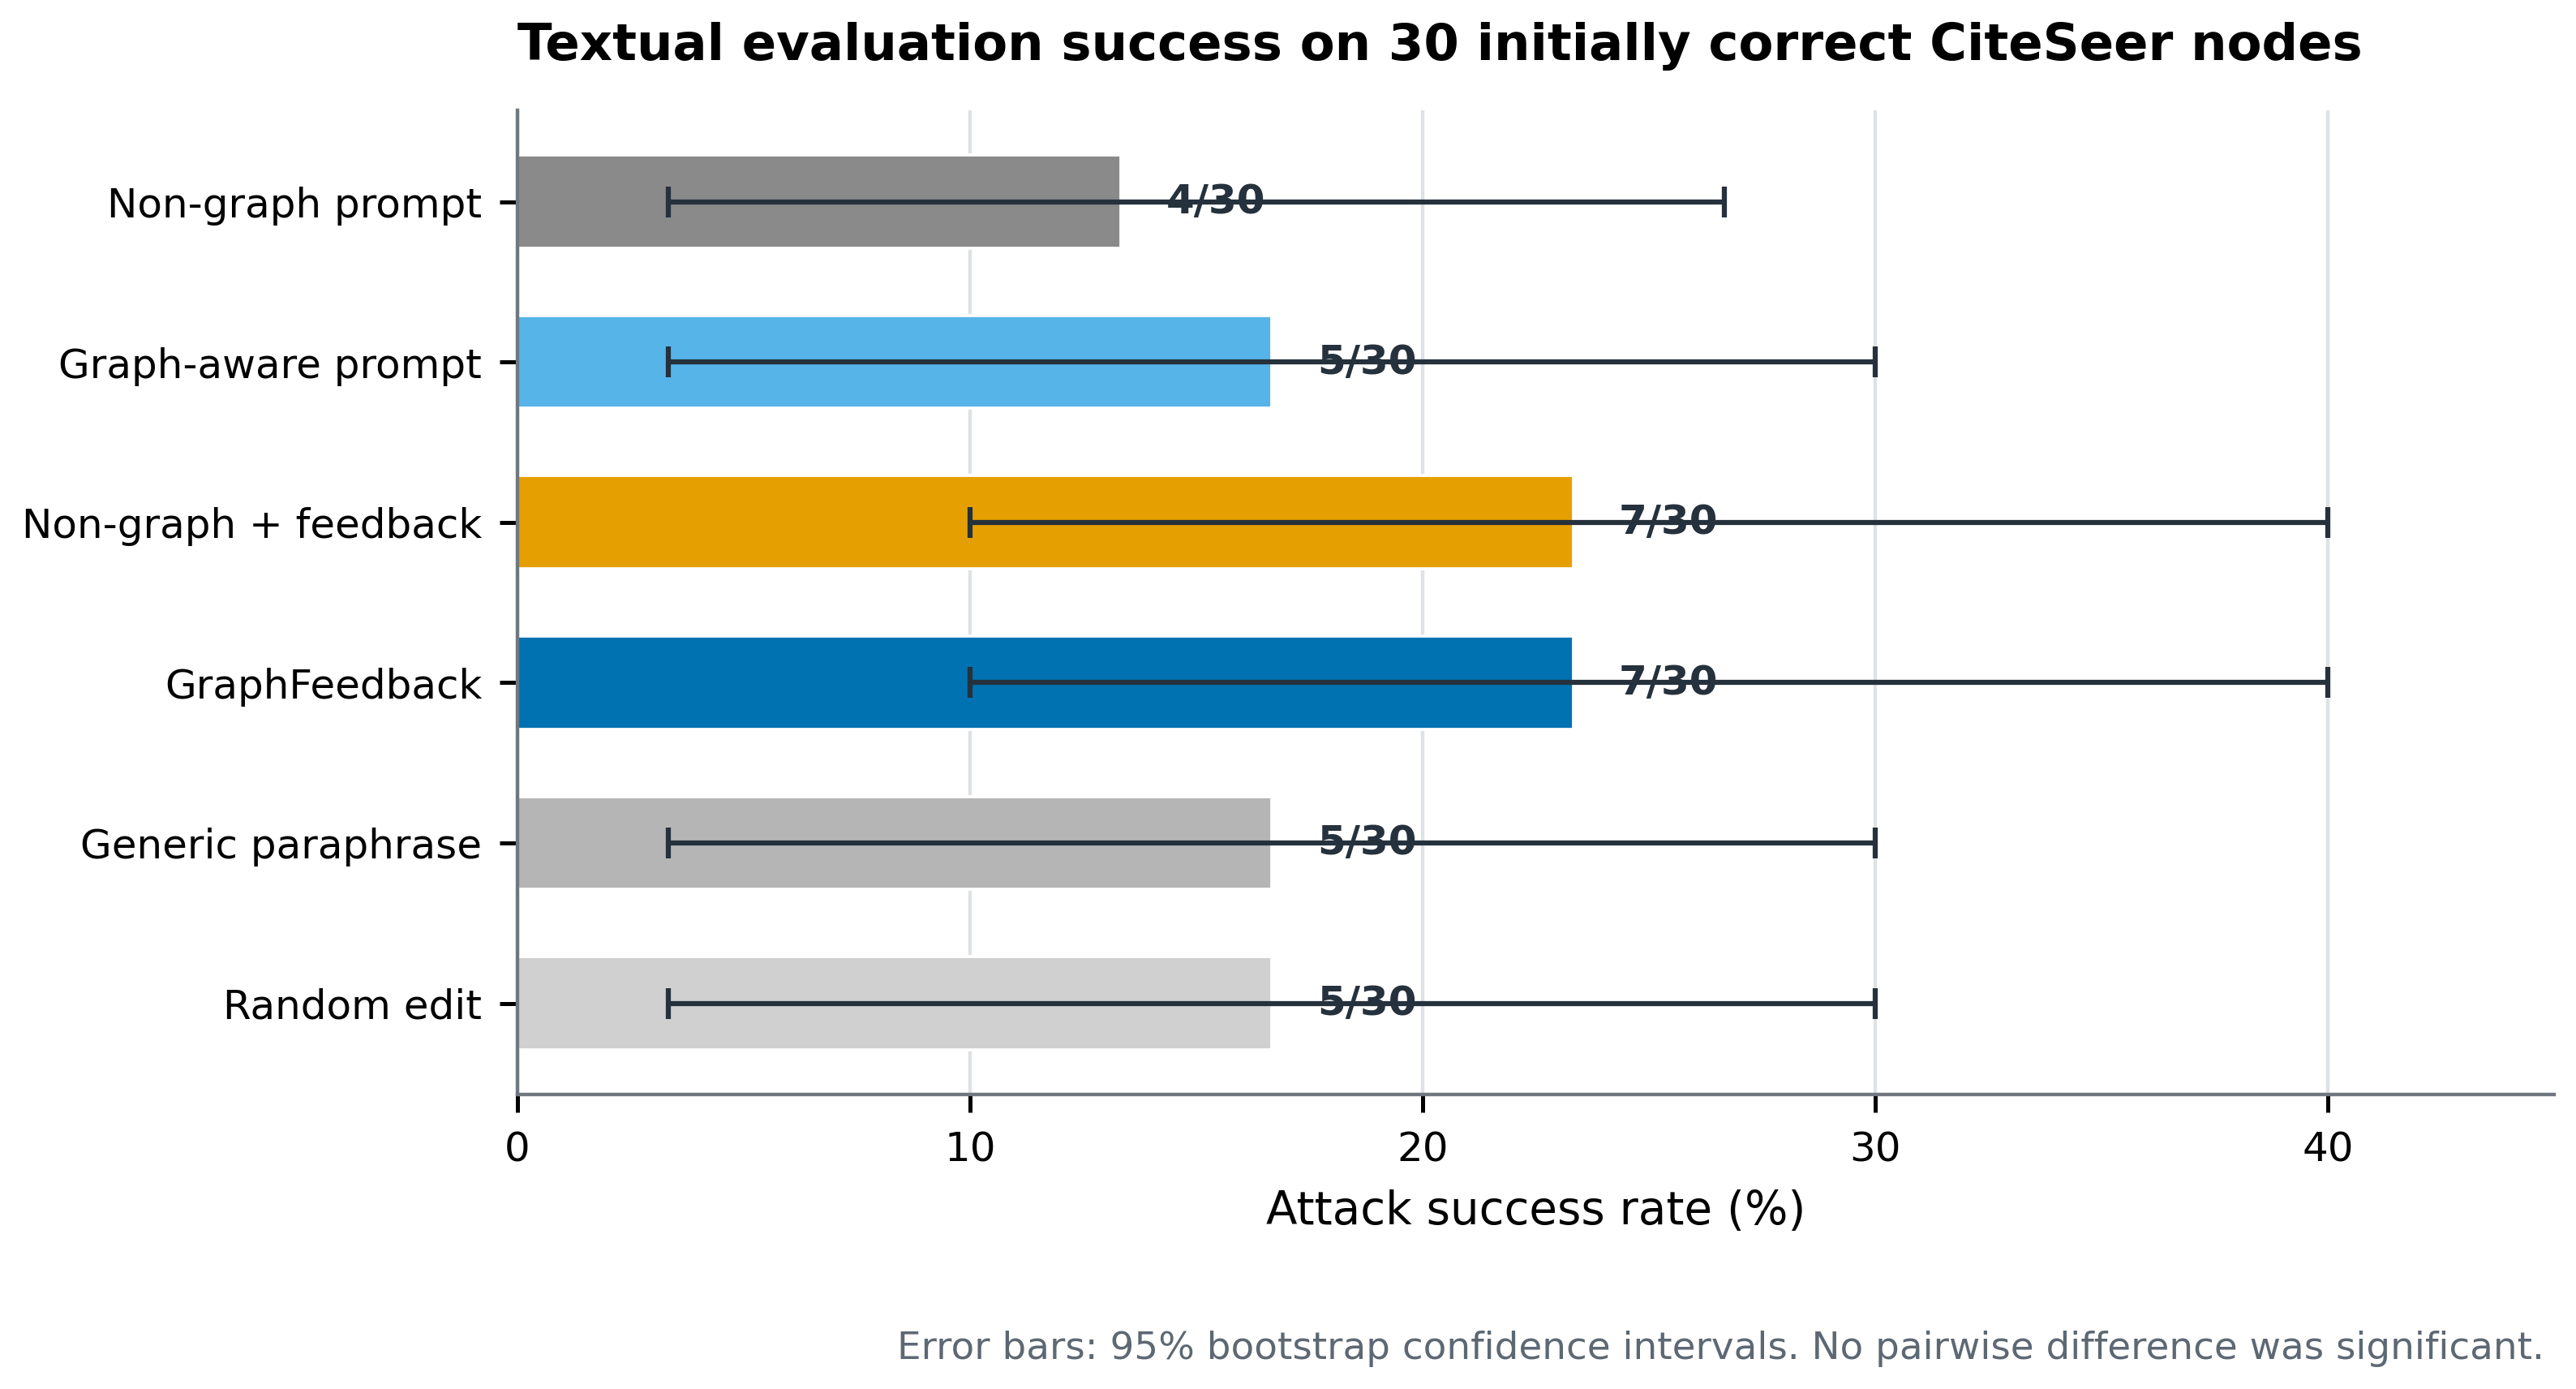 Textual evaluation success on 30 initially correct CiteSeer nodes
Non-graph prompt
4/30
Graph-aware prompt
5/30
Non-graph + feedback
7/30
GraphFeedback
7/30
Generic paraphrase
5/30
Random edit
5/30
0
10
20
30
40
Attack success rate (%)
Error bars: 95% bootstrap confidence intervals. No pairwise difference was significant.